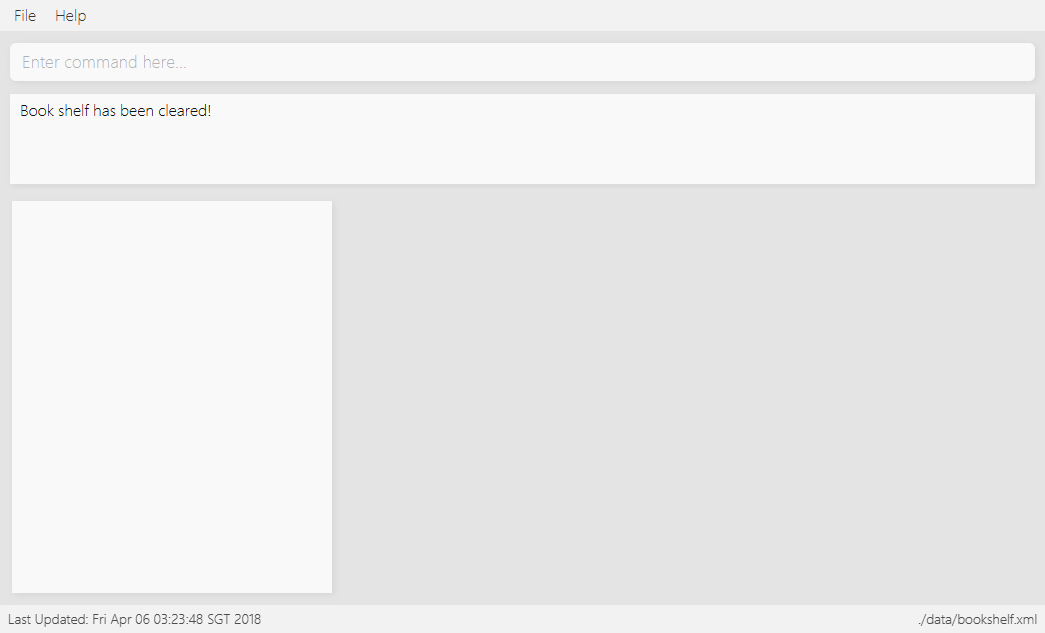 File Help
Enter command here...
Book shelf has been cleared!
Last Updated: Fri Apr 06 03:23:48 SGT 2018 ./data/bookshelf.xml